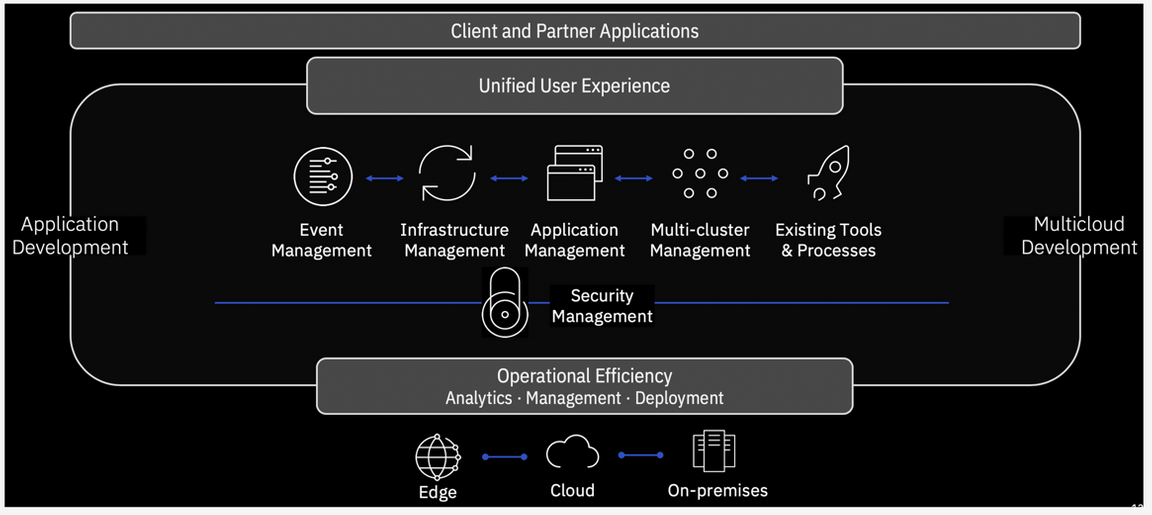 Client and Partner Applications
Unified User Experience
Application
Development
Event
Management
Infrastructure
Management
Application
Management
Multi-cluster
Management
Existing Tools
& Processes
Multicloud
Development
Security
Management
Operational Efficiency
Analytics · Management · Deployment
Edge
Cloud
On-premises